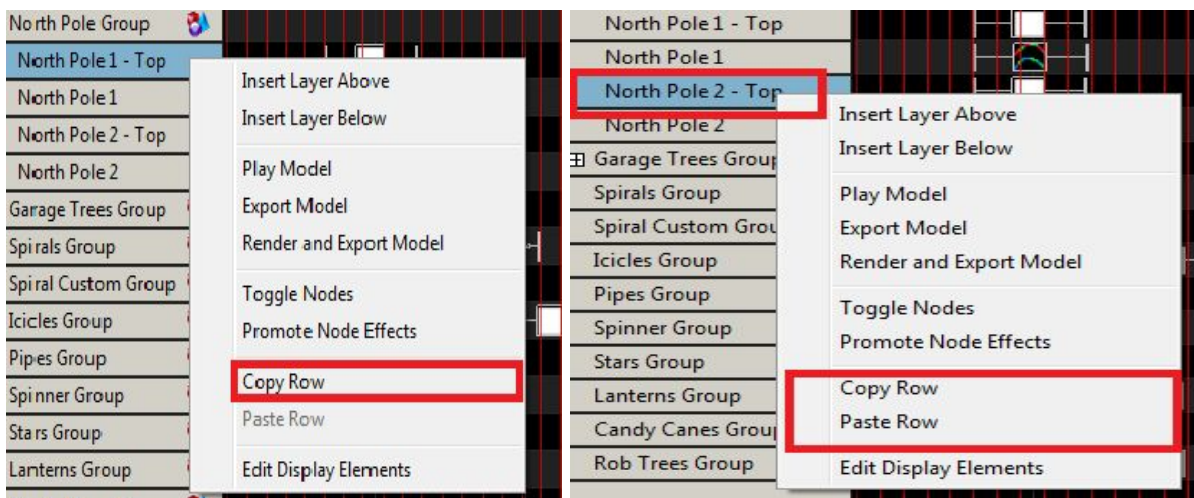 North Pole Group
North Pole 1 - Top
North Pole 1
North Pole 2 - Top
North Pole 2
Garage Trees Group
Spirals Group
Spiral Custom Group
Icicles Group
Pipes Group
Spinner Group
Stars Group
Lanterns Group
Insert Layer Above
Insert Layer Below
Play Model
Export Model
Render and Export Model
Toggle Nodes
Promote Node Effects
Copy Row
Paste Row
Edit Display Elements
North Pole 1 - Top
North Pole 1
North Pole 2 - Top
North Pole 2
Garage Trees Group
Spirals Group
Spiral Custom Grou
Icicles Group
Pipes Group
Spinner Group
Stars Group
Lanterns Group
Candy Canes Grou
Rob Trees Group
Insert Layer Above
Insert Layer Below
Play Model
Export Model
Render and Export Model
Toggle Nodes
Promote Node Effects
Copy Row
Paste Row
Edit Display Elements